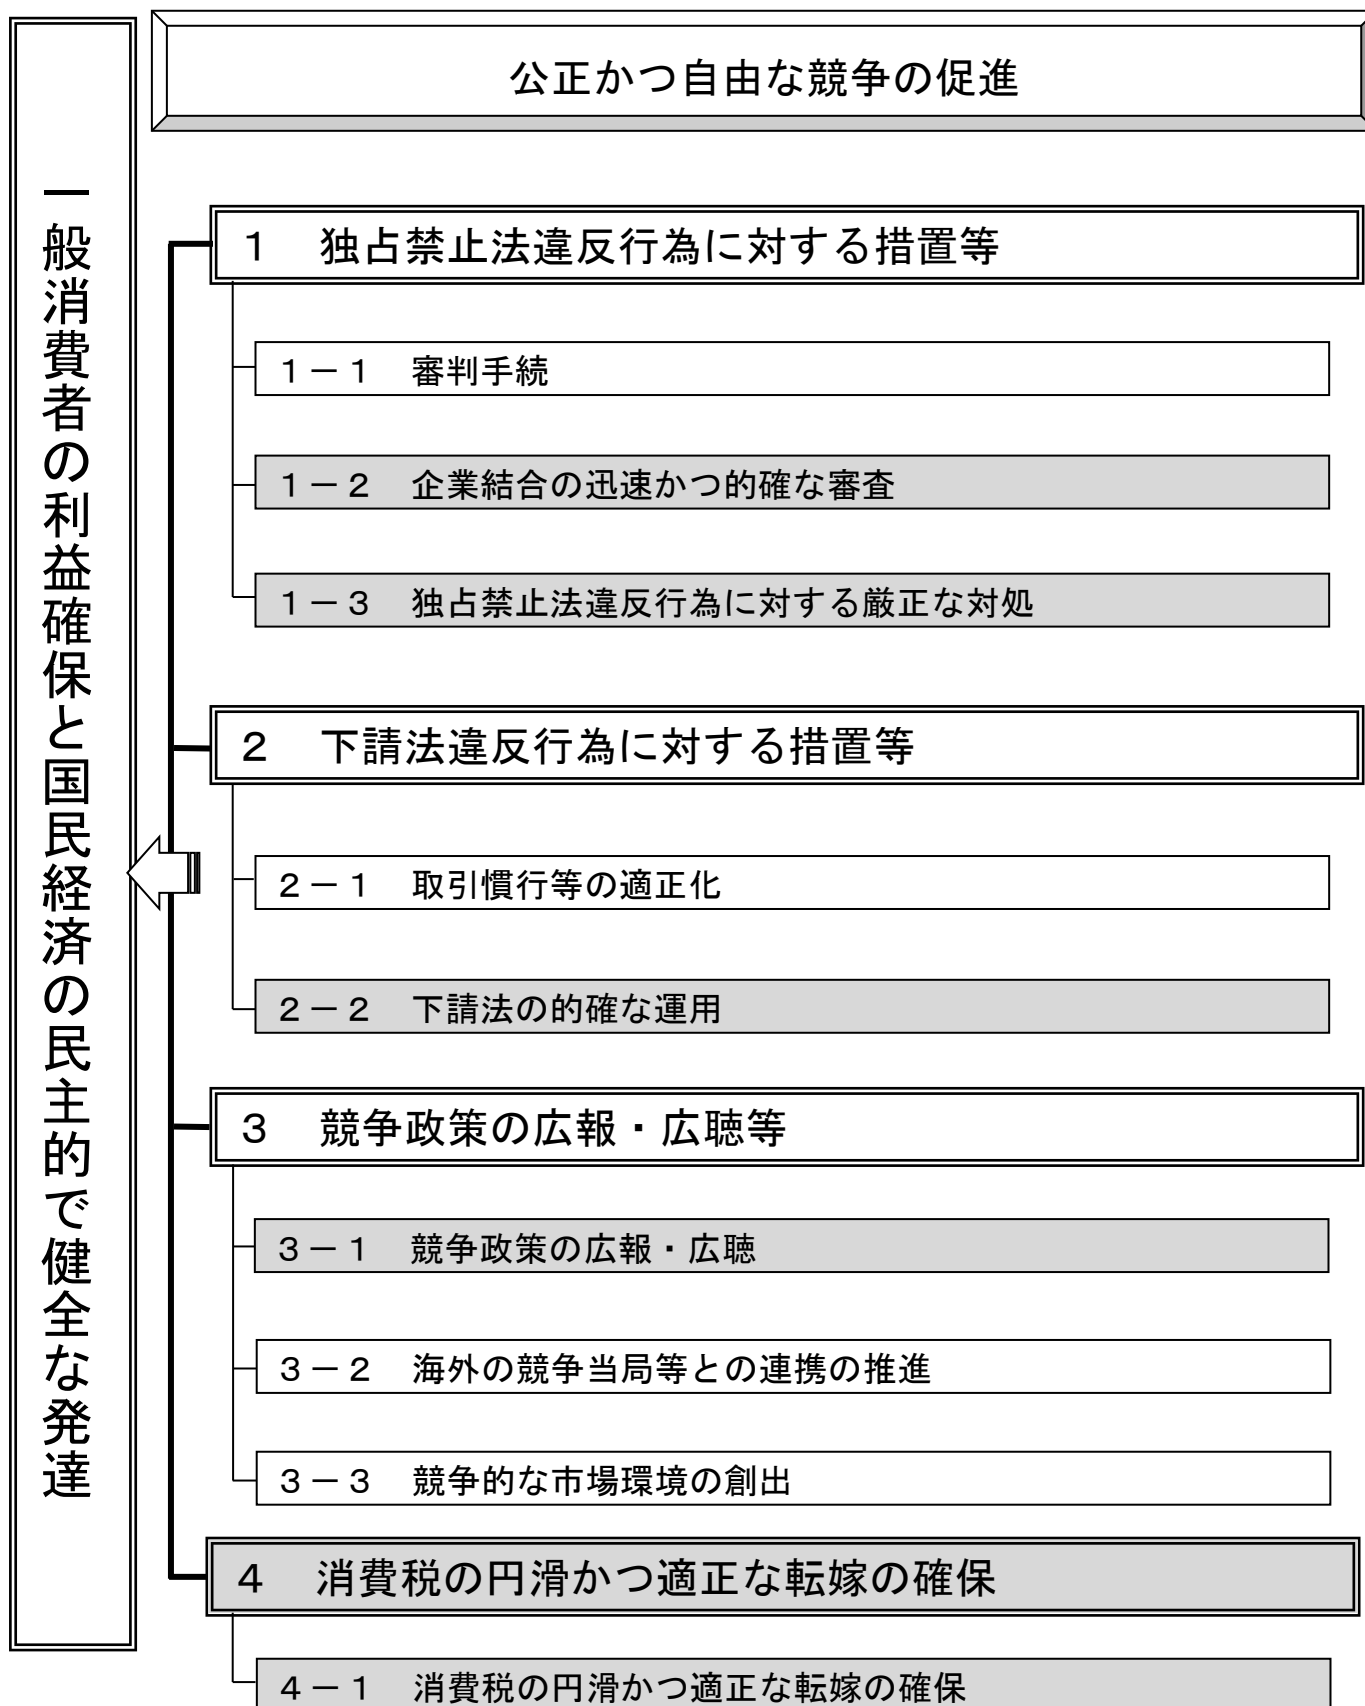 公正かつ自由な競争の促進
一般消費者の利益確保と国民経済の民主的で健全な発達
１　独占禁止法違反行為に対する措置等
１－１　審判手続
１－２　企業結合の迅速かつ的確な審査
１－３　独占禁止法違反行為に対する厳正な対処
２　下請法違反行為に対する措置等
２－１　取引慣行等の適正化
２－２　下請法の的確な運用
３　競争政策の広報・広聴等
３－１　競争政策の広報・広聴
３－２　海外の競争当局等との連携の推進
３－３　競争的な市場環境の創出
４　消費税の円滑かつ適正な転嫁の確保
４－１　消費税の円滑かつ適正な転嫁の確保